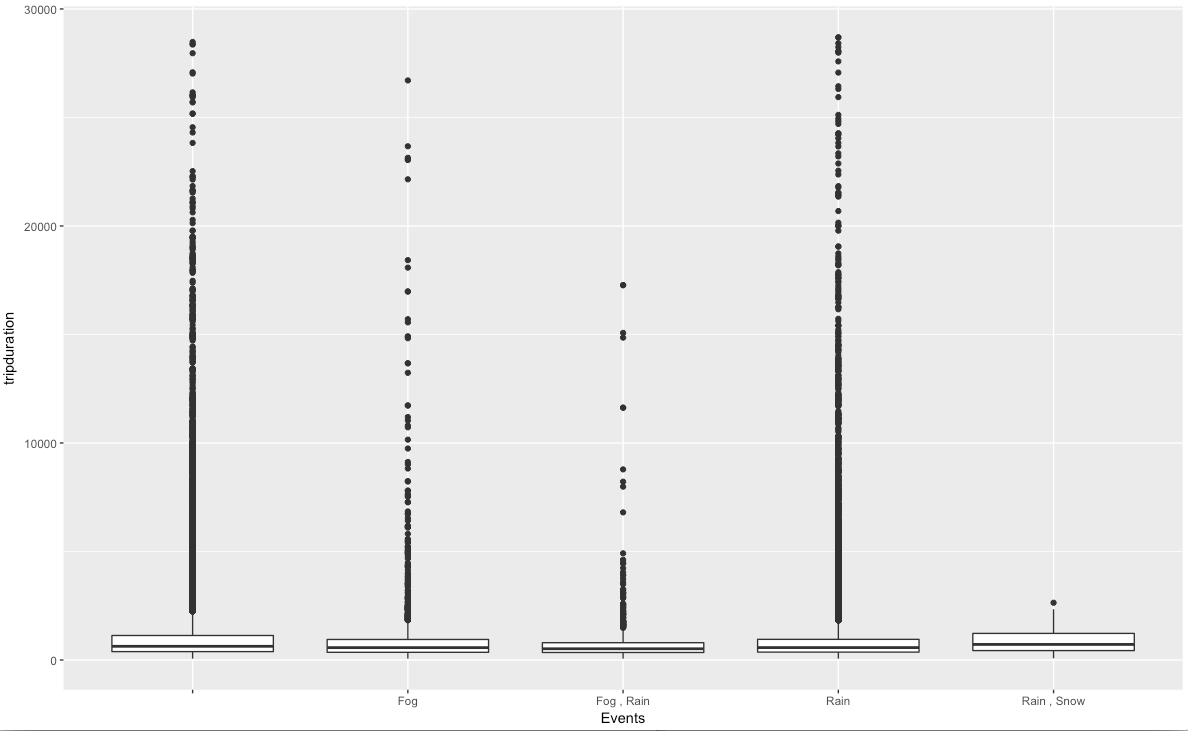 30000
20000
10000
0
tripduration
Fog
Fog , Rain
Rain
Rain , Snow
Events